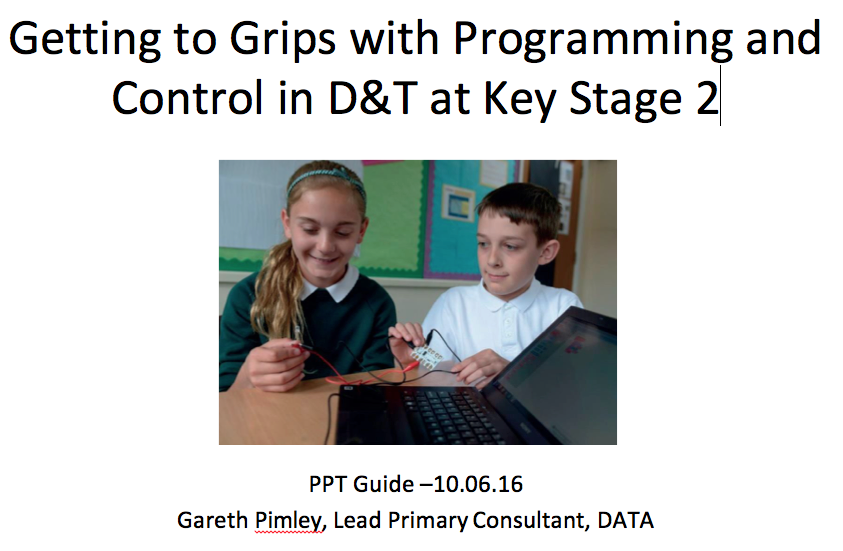 Getting to Grips with Programming and
Control in D&T at Key Stage 2
PPT Guide –10.06.16
Gareth Pimley, Lead Primary Consultant, DATA